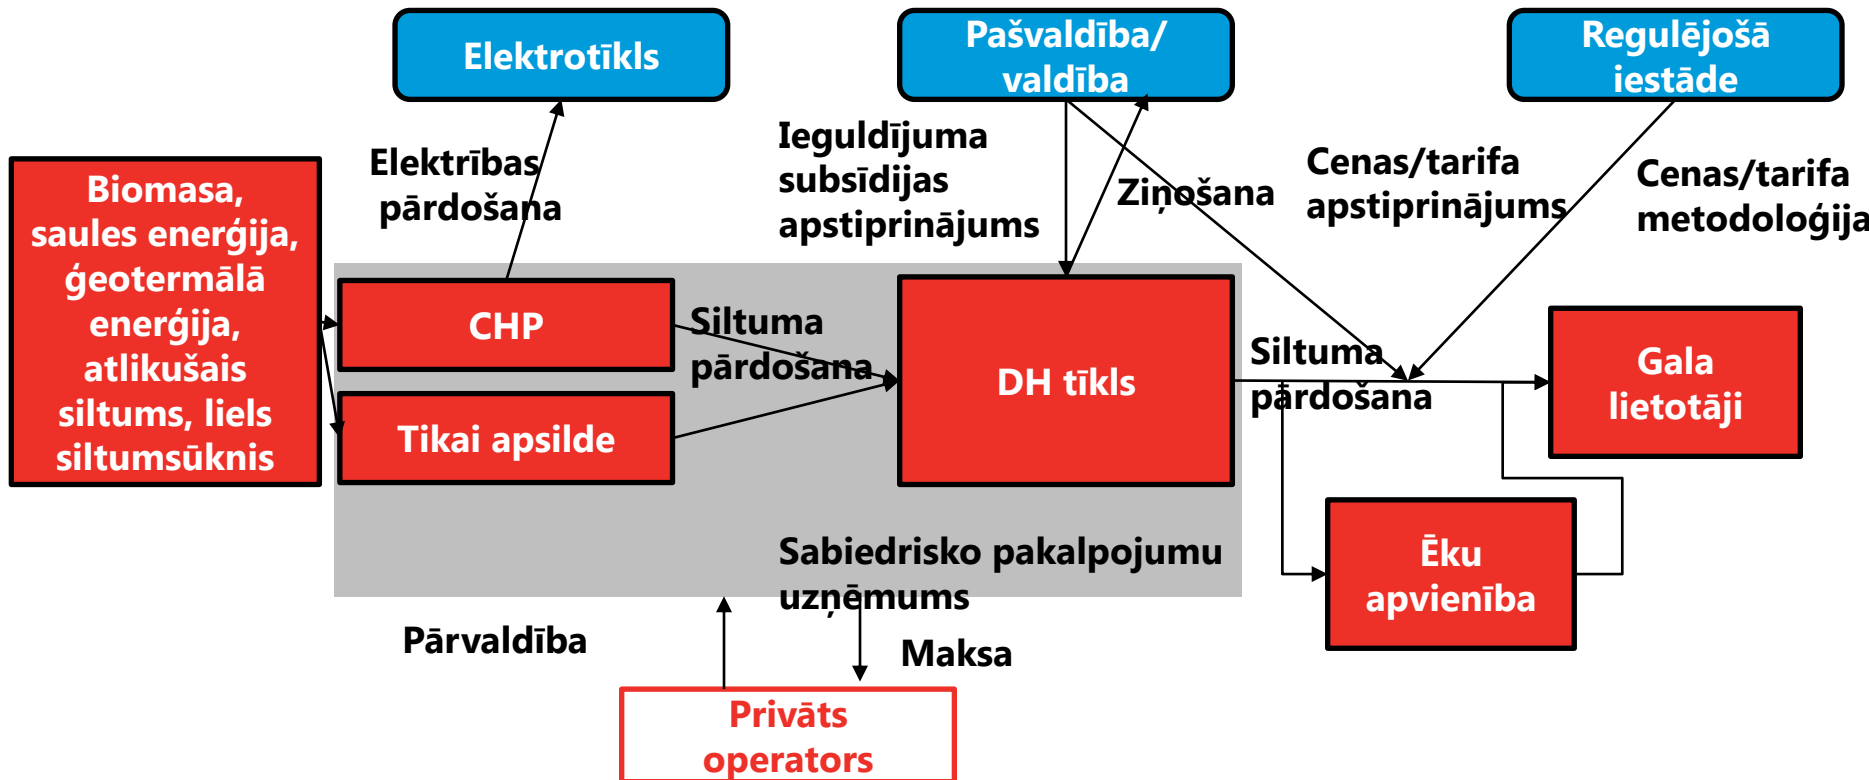 Elektrotīkls
Pašvaldība/
valdība
Regulējošā
iestāde
Elektrības
pārdošana
Ieguldījuma
subsīdijas
apstiprinājums
Ziņošana
Cenas/tarifa
apstiprinājums
Cenas/tarifa
metodoloģija
Biomasa,
saules enerģija,
ģeotermālā
enerģija,
atlikušais
siltums, liels
siltumsūknis
CHP
Tikai apsilde
Siltuma
pārdošana
DH tīkls
Siltuma
pārdošana
Gala
lietotāji
Ēku
apvienība
Sabiedrisko pakalpojumu
uzņēmums
Pārvaldība
Maksa
Privāts
operators